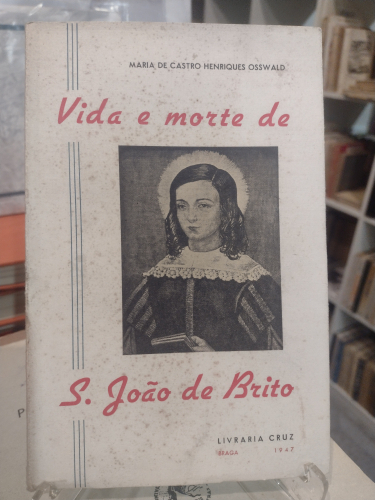 MARIA DE CASTRO HENRIQUES OSSWALD
Vida e morte de
S. João de Brito
LIVRARIA CRUZ
BRAGA 1947